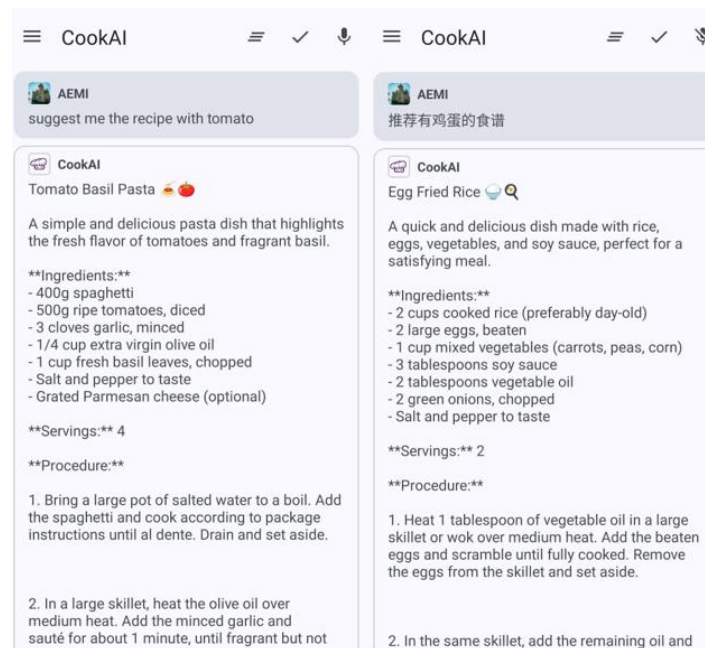 CookAI
AEMI
suggest me the recipe with tomato
CookAI
Tomato Basil Pasta 🍝🍅
A simple and delicious pasta dish that highlights
the fresh flavor of tomatoes and fragrant basil.
**Ingredients:**
- 400g spaghetti
- 500g ripe tomatoes, diced
- 3 cloves garlic, minced
- 1/4 cup extra virgin olive oil
- 1 cup fresh basil leaves, chopped
- Salt and pepper to taste
- Grated Parmesan cheese (optional)
**Servings:** 4
**Procedure:**
1. Bring a large pot of salted water to a boil. Add
the spaghetti and cook according to package
instructions until al dente. Drain and set aside.
2. In a large skillet, heat the olive oil over
medium heat. Add the minced garlic and
sauté for about 1 minute, until fragrant but not
CookAI
AEMI
推荐有鸡蛋的食谱
CookAI
Egg Fried Rice 🍚🍳
A quick and delicious dish made with rice,
eggs, vegetables, and soy sauce, perfect for a
satisfying meal.
**Ingredients:**
- 2 cups cooked rice (preferably day-old)
- 2 large eggs, beaten
- 1 cup mixed vegetables (carrots, peas, corn)
- 3 tablespoons soy sauce
- 2 tablespoons vegetable oil
- 2 green onions, chopped
- Salt and pepper to taste
**Servings:** 2
**Procedure:**
1. Heat 1 tablespoon of vegetable oil in a large
skillet or wok over medium heat. Add the beaten
eggs and scramble until fully cooked. Remove
the eggs from the skillet and set aside.
2. In the same skillet, add the remaining oil and